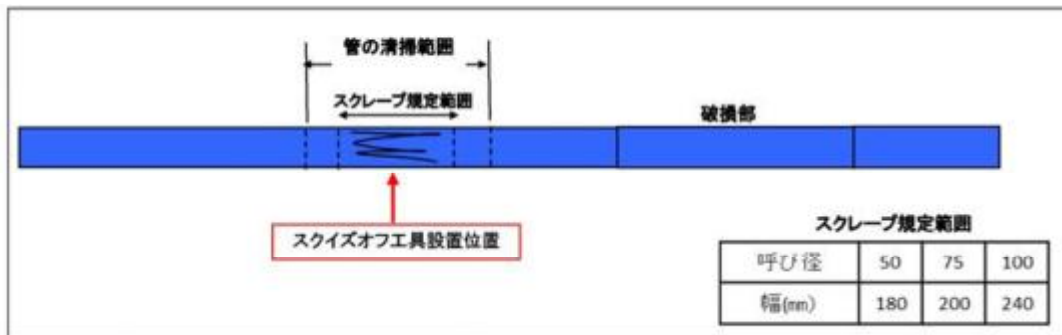 管の清掃範囲
スクレープ規定範囲
破損部
スクイズオフ工具設置位置
スクレープ規定範囲
呼び径 50 75 100
幅(mm) 180 200 240